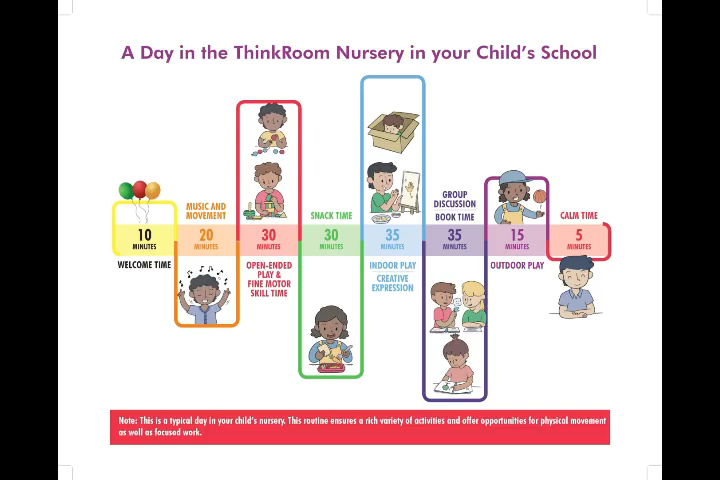 A Day in the ThinkRoom Nursery in your Child's School
10
MINUTES
WELCOME TIME
MUSIC AND
MOVEMENT
20
MINUTES
30
MINUTES
OPEN-ENDED
PLAY &
FINE MOTOR
SKILL TIME
SNACK TIME
30
MINUTES
35
MINUTES
INDOOR PLAY
CREATIVE
EXPRESSION
GROUP
DISCUSSION
BOOK TIME
35
MINUTES
15
MINUTES
OUTDOOR PLAY
CALM TIME
5
MINUTES
Note: This is a typical day in your child's nursery. This routine ensures a rich variety of activities and offer opportunities for physical movement
as well as focused work.